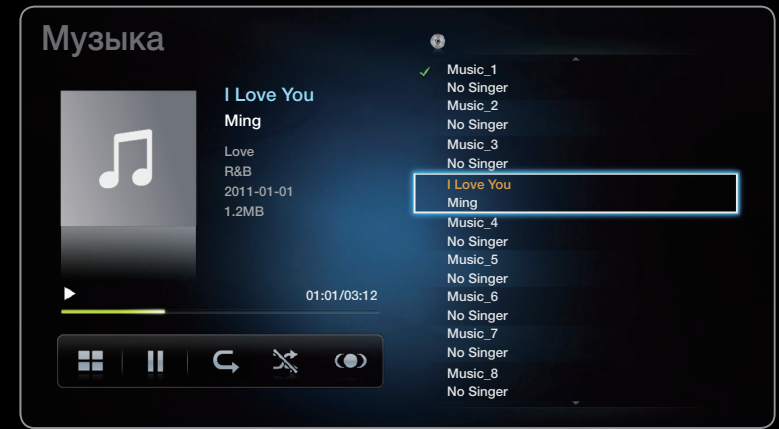 Музыка
I Love You
Ming
Love
R&B
2011-01-01
1.2MB
01:01/03:12
Music_1
No Singer
Music_2
No Singer
Music_3
No Singer
I Love You
Ming
Music_4
No Singer
Music_5
No Singer
Music_6
No Singer
Music_7
No Singer
Music_8
No Singer